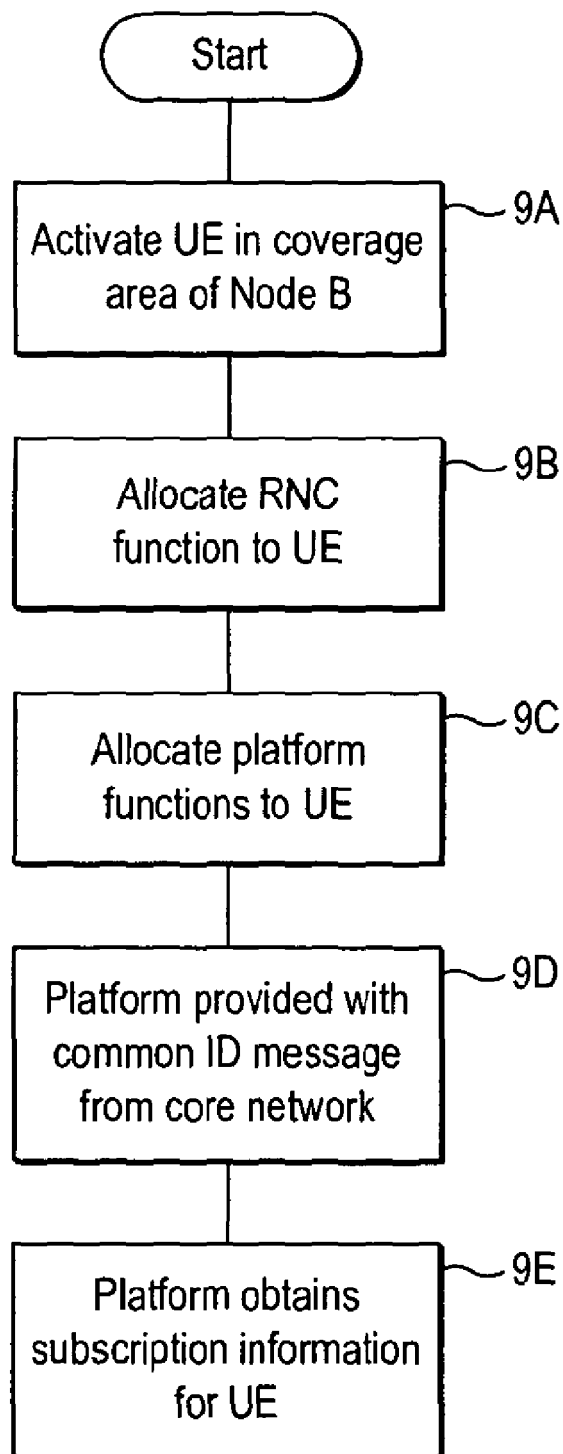 Start
9A
Activate UE in coverage
area of Node B
9B
Allocate RNC
function to UE
9C
Allocate platform
functions to UE
9D
Platform provided with
common ID message
from core network
9E
Platform obtains
subscription information
for UE